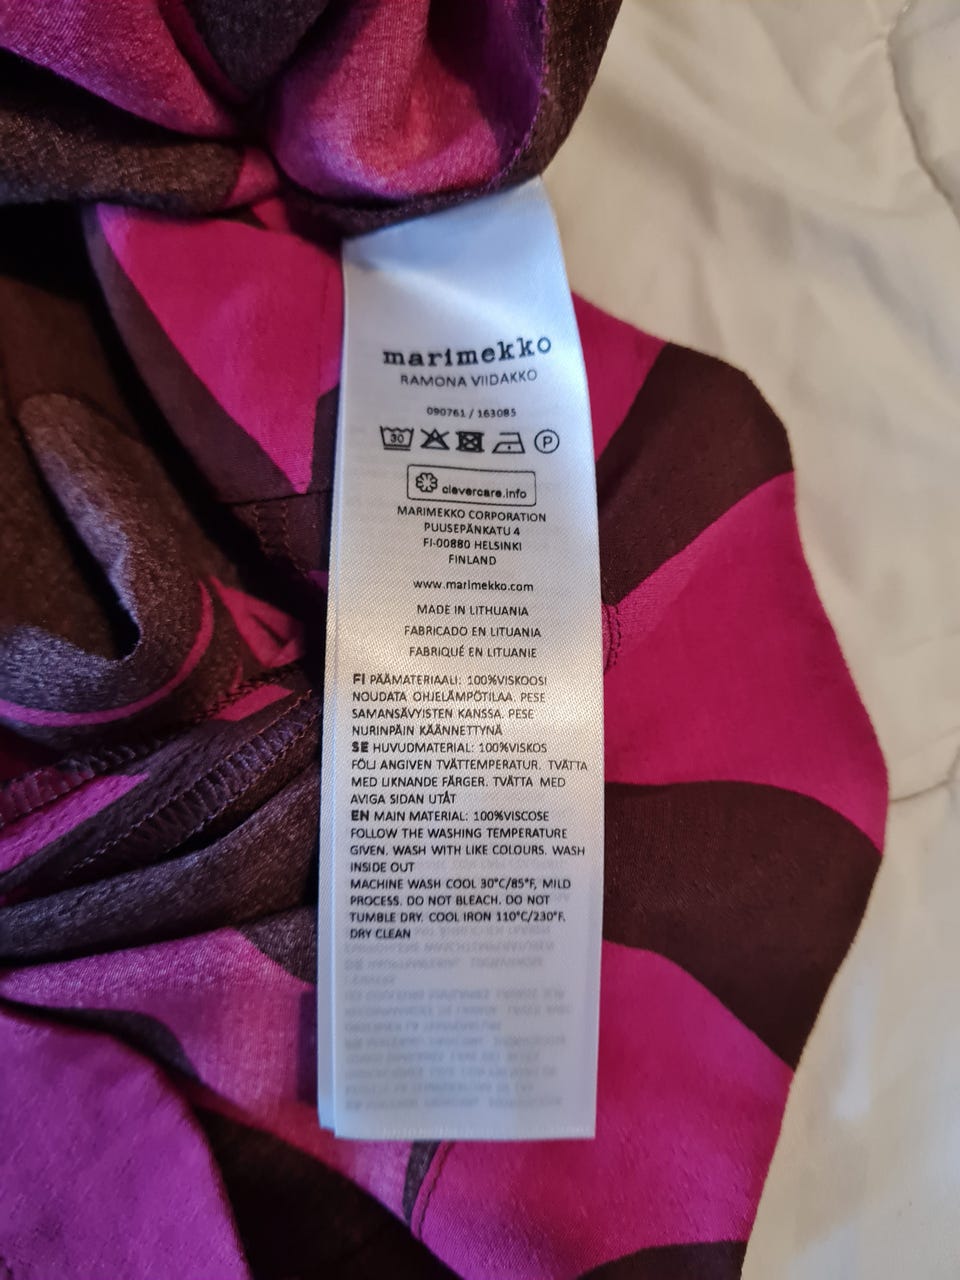 marimekko
RAMONA VIIDAKKO
090761 / 163085
30 P
clevercare.info
MARIMEKKO CORPORATION
PUUSEPÄNKATU 4
FI-00880 HELSINKI
FINLAND
www.marimekko.com
MADE IN LITHUANIA
FABRICADO EN LITUANIA
FABRIQUÉ EN LITUANIE
FI PÄÄMATERIAALI: 100%VISKOOSI
NOUDATA OHJELÄMPÖTILAA. PESE
SAMANSÄVYISTEN KANSSA. PESE
NURINPÄIN KÄÄNNETTYNÄ
SE HUVUDMATERIAL: 100%VISKOS
FÖLJ ANGIVEN TVÄTTEMPERATUR. TVÄTTA
MED LIKNANDE FÄRGER. TVÄTTA MED
AVIGA SIDAN UTÅT
EN MAIN MATERIAL: 100%VISCOSE
FOLLOW THE WASHING TEMPERATURE
GIVEN. WASH WITH LIKE COLOURS. WASH
INSIDE OUT
MACHINE WASH COOL 30°C/85°F, MILD
PROCESS. DO NOT BLEACH. DO NOT
TUMBLE DRY. COOL IRON 110°C/230°F.
DRY CLEAN